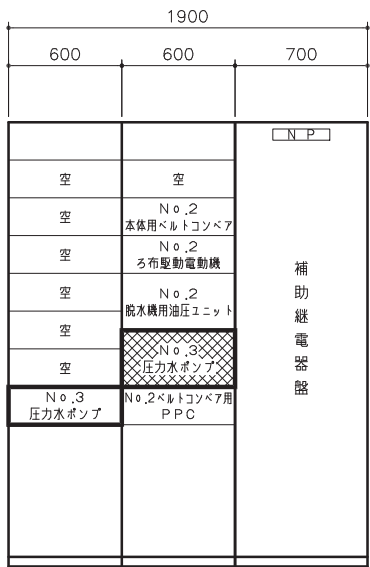 1900
600
600
700
N P
空
空
空
空
空
空
No.3
圧力水ポンプ
空
No.2
本体用ベルトコンベア
No.2
ろ布駆動電動機
No.2
脱水機用油圧ユニット
No.3
圧力水ポンプ
No.2ベルトコンベア用
PPC
補助継電器盤